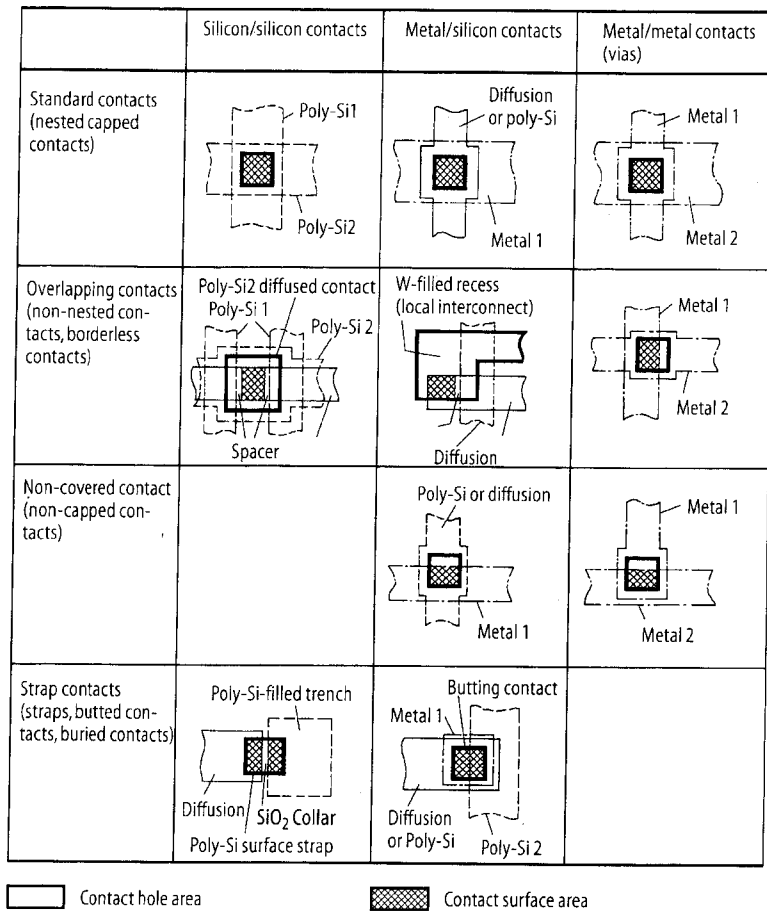 Silicon/silicon contacts
Metal/silicon contacts
Metal/metal contacts
(vias)
Standard contacts
(nested capped
contacts)
Poly-Si1
Poly-Si2
Diffusion
or poly-Si
Metal 1
Metal 1
Metal 2
Overlapping contacts
(non-nested con-
tacts, borderless
contacts)
Poly-Si2 diffused contact
Poly-Si 1
Poly-Si 2
Spacer
W-filled recess
(local interconnect)
Diffusion
Metal 1
Metal 2
Non-covered contact
(non-capped con-
tacts)
Poly-Si or diffusion
Metal 1
Metal 1
Metal 2
Strap contacts
(straps, butted con-
tacts, buried contacts)
Poly-Si-filled trench
Diffusion
SiO2 Collar
Poly-Si surface strap
Butting contact
Metal 1
Diffusion
or Poly-Si
Poly-Si 2
Contact hole area
Contact surface area